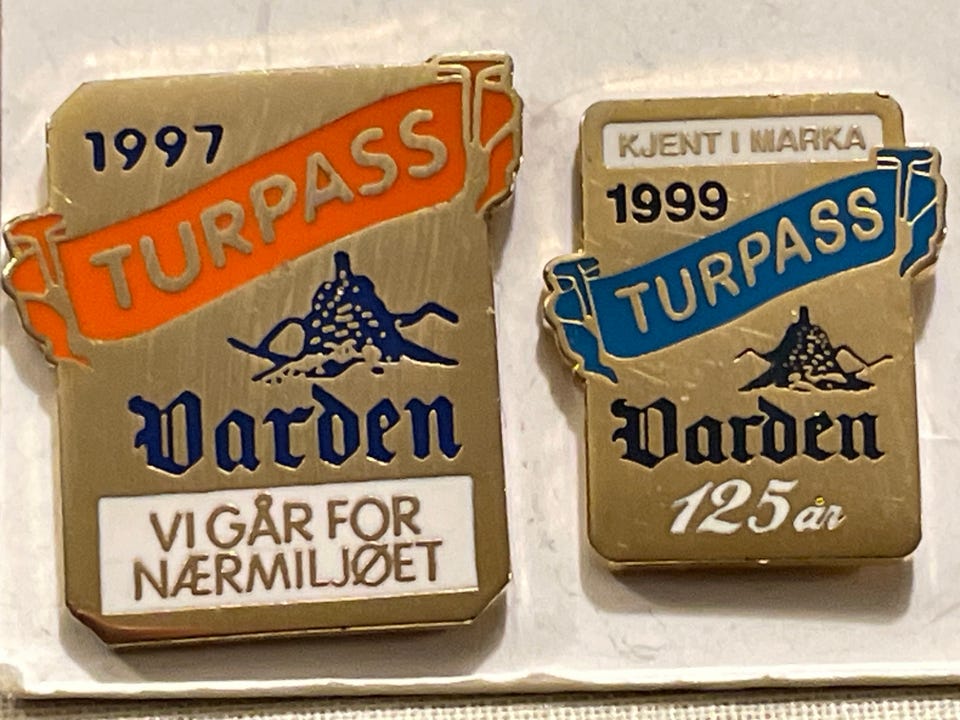 1997
TURPASS
Varden
VI GÅR FOR
NÆRMILJØET
KJENT I MARKA
1999
TURPASS
Varden
125 år